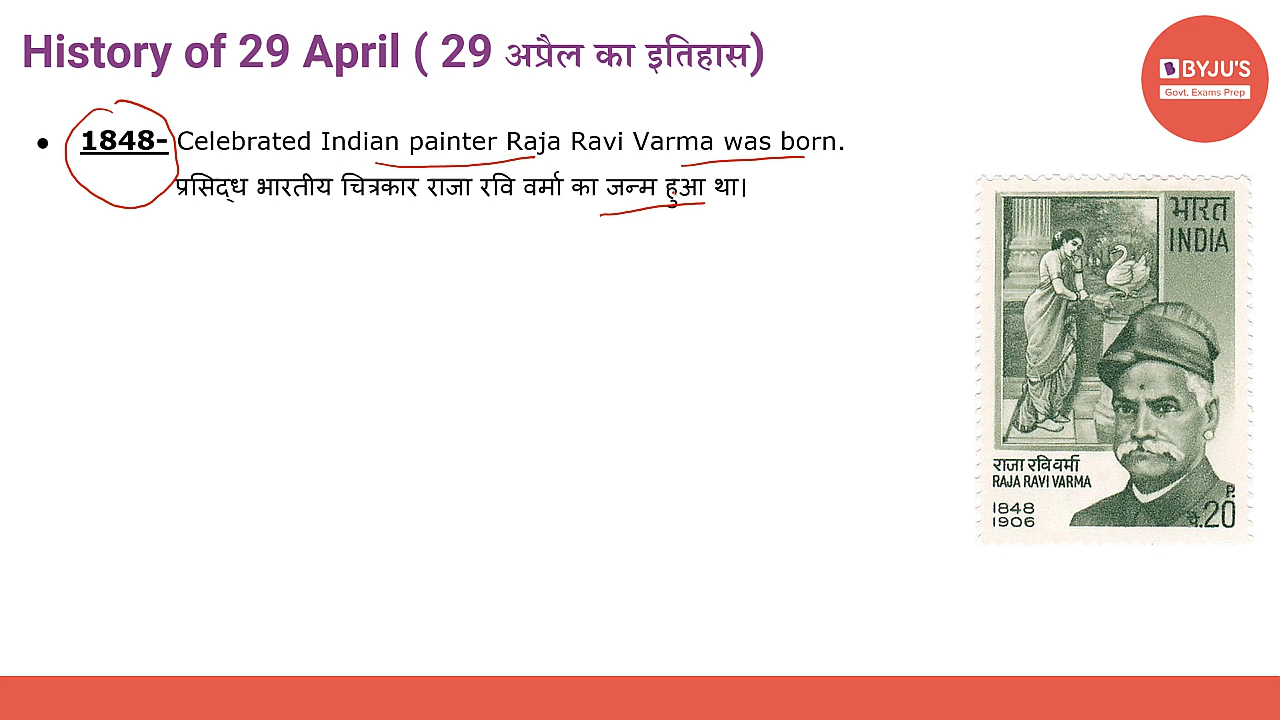 History of 29 April ( 29 अप्रैल का इतिहास)
BYJU'S
Govt. Exams Prep
● 1848- Celebrated Indian painter Raja Ravi Varma was born.
प्रसिद्ध भारतीय चित्रकार राजा रवि वर्मा का जन्म हुआ था।
भारत
INDIA
राजा रवि वर्मा
RAJA RAVI VARMA
1848
1906
P.
रु.20